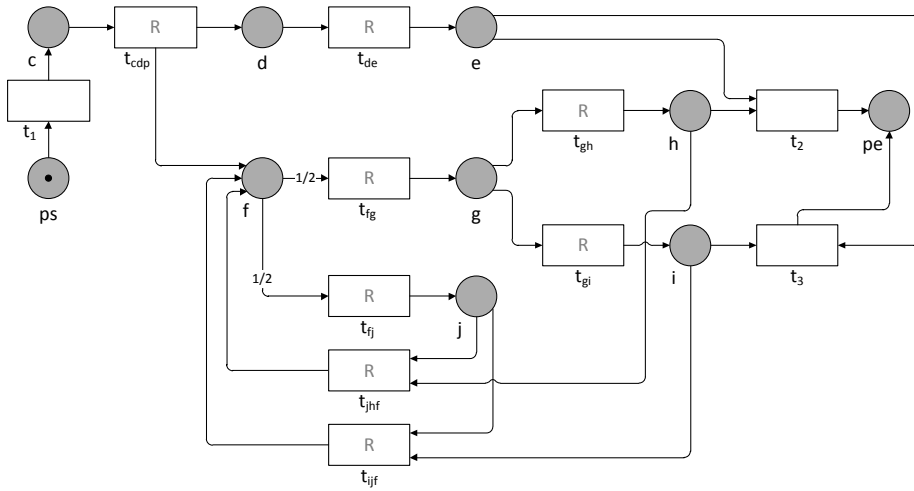 R
R
c
t_cdp
d
t_de
e
t_1
R
t_gh
h
t_2
pe
ps
f
1/2
R
t_fg
g
R
t_gi
i
t_3
1/2
R
t_fj
j
R
t_jhf
R
t_ijf